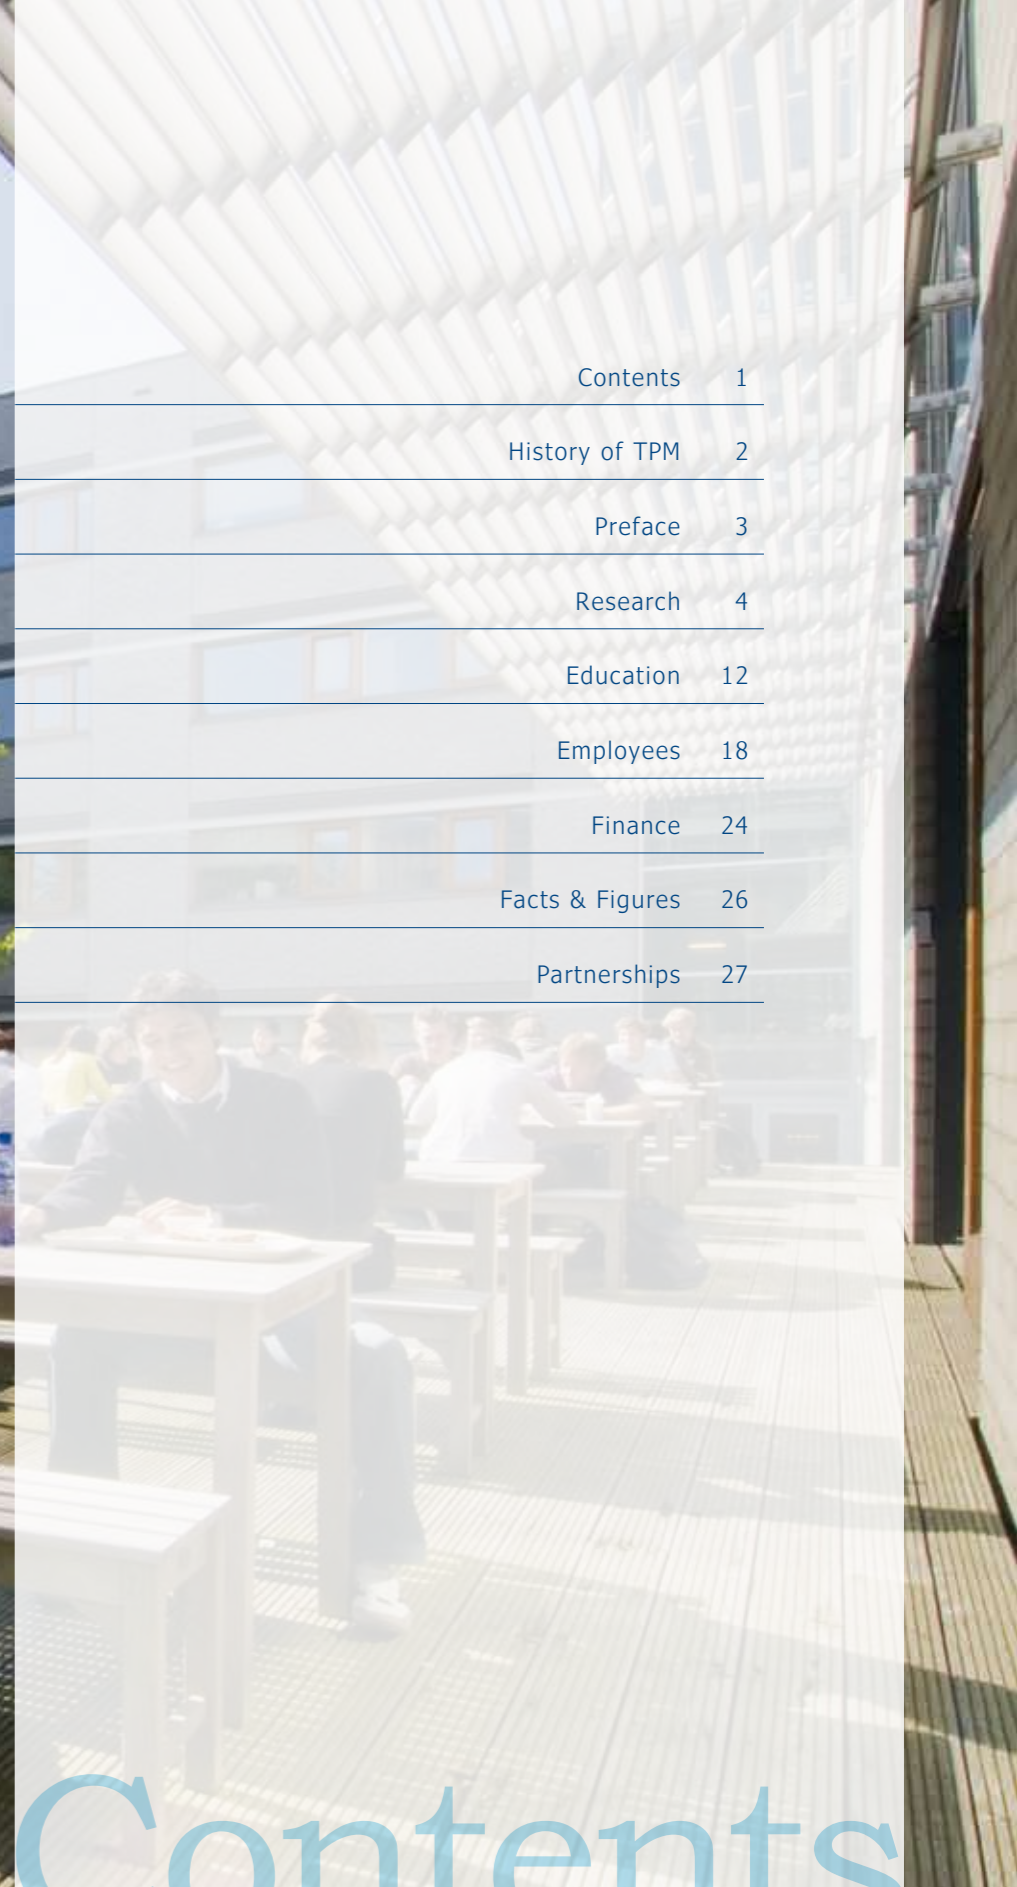 Contents 1
History of TPM 2
Preface 3
Research 4
Education 12
Employees 18
Finance 24
Facts & Figures 26
Partnerships 27
Contents